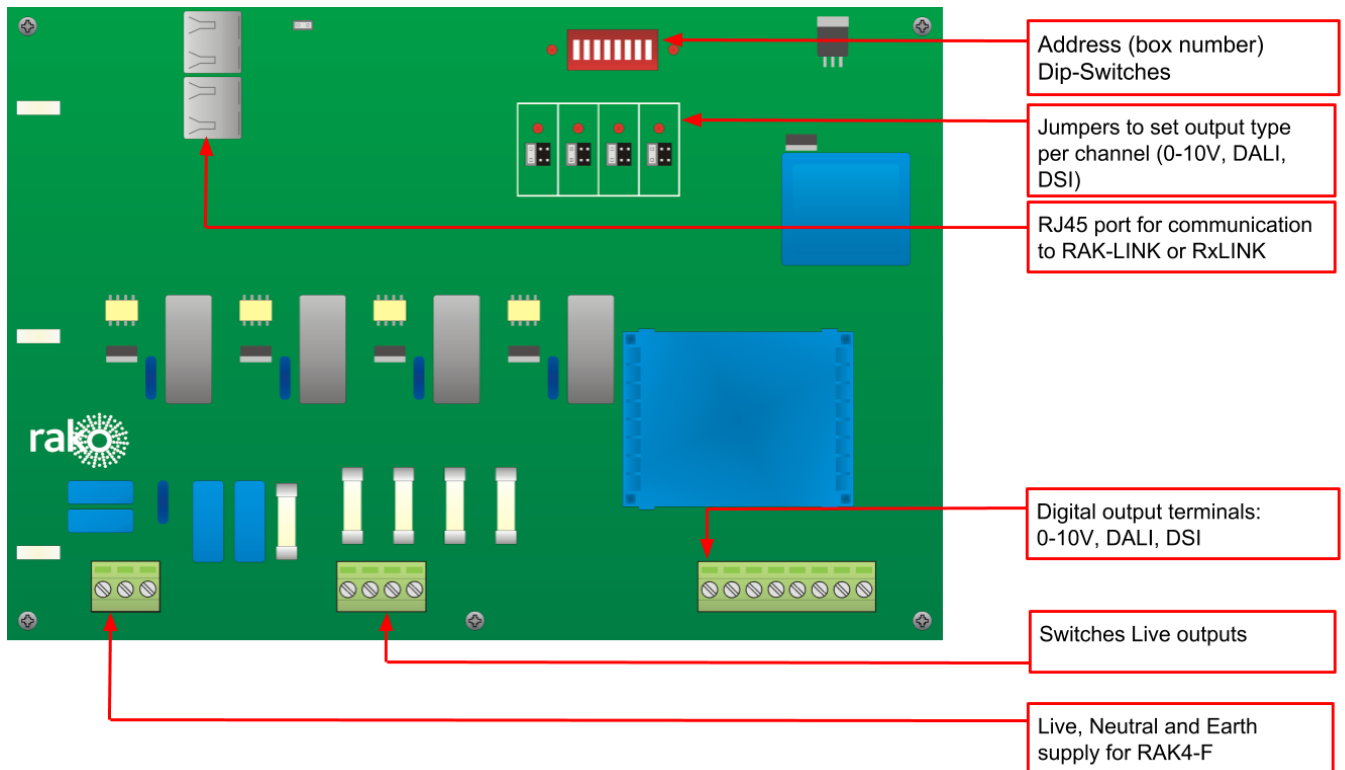 Address (box number)
Dip-Switches
Jumpers to set output type
per channel (0-10V, DALI,
DSI)
RJ45 port for communication
to RAK-LINK or RxLINK
rako
Digital output terminals:
0-10V, DALI, DSI
Switches Live outputs
Live, Neutral and Earth
supply for RAK4-F